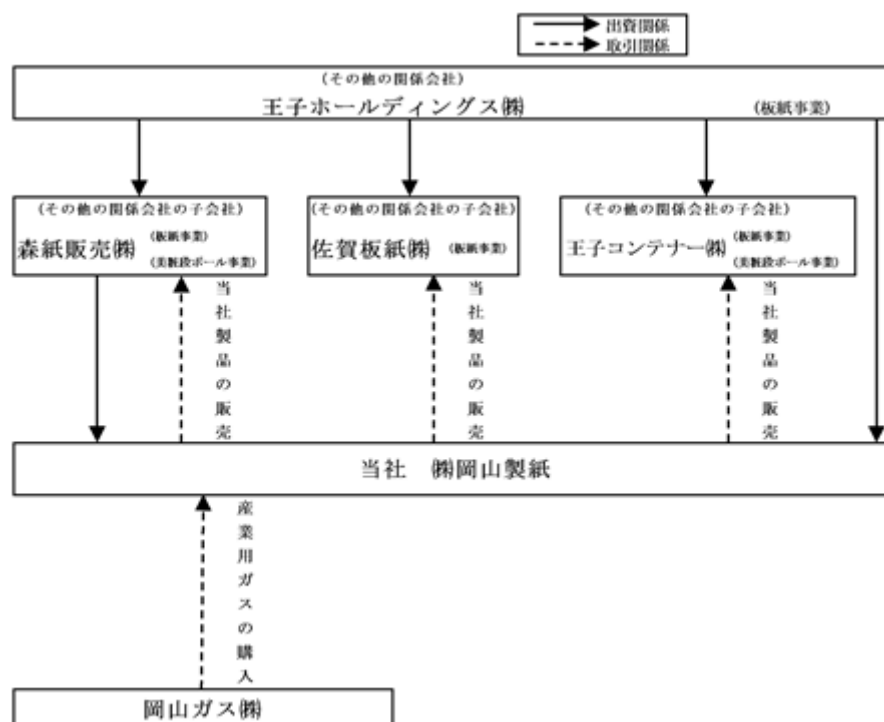 出資関係
取引関係
(その他の関係会社)
王子ホールディングス㈱
(板紙事業)
(その他の関係会社の子会社)
森紙販売㈱
(板紙事業)
(美粧段ボール事業)
(その他の関係会社の子会社)
佐賀板紙㈱
(板紙事業)
(その他の関係会社の子会社)
王子コンテナー㈱
(板紙事業)
(美粧段ボール事業)
当社製品の販売
当社製品の販売
当社製品の販売
当社 ㈱岡山製紙
産業用ガスの購入
岡山ガス㈱